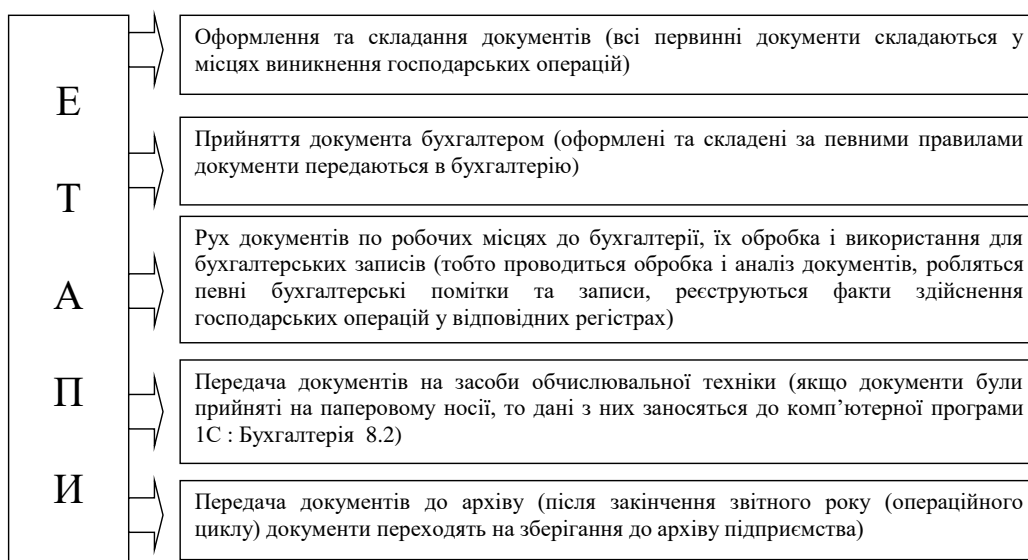 Е
Т
А
П
И
Оформлення та складання документів (всі первинні документи складаються у
місцях виникнення господарських операцій)
Прийняття документа бухгалтером (оформлені та складені за певними правилами
документи передаються в бухгалтерію)
Рух документів по робочих місцях до бухгалтерії, їх обробка і використання для
бухгалтерських записів (тобто проводиться обробка і аналіз документів, робляться
певні бухгалтерські помітки та записи, реєструються факти здійснення
господарських операцій у відповідних регістрах)
Передача документів на засоби обчислювальної техніки (якщо документи були
прийняті на паперовому носії, то дані з них заносяться до комп’ютерної програми
1С : Бухгалтерія 8.2)
Передача документів до архіву (після закінчення звітного року (операційного
циклу) документи переходять на зберігання до архіву підприємства)